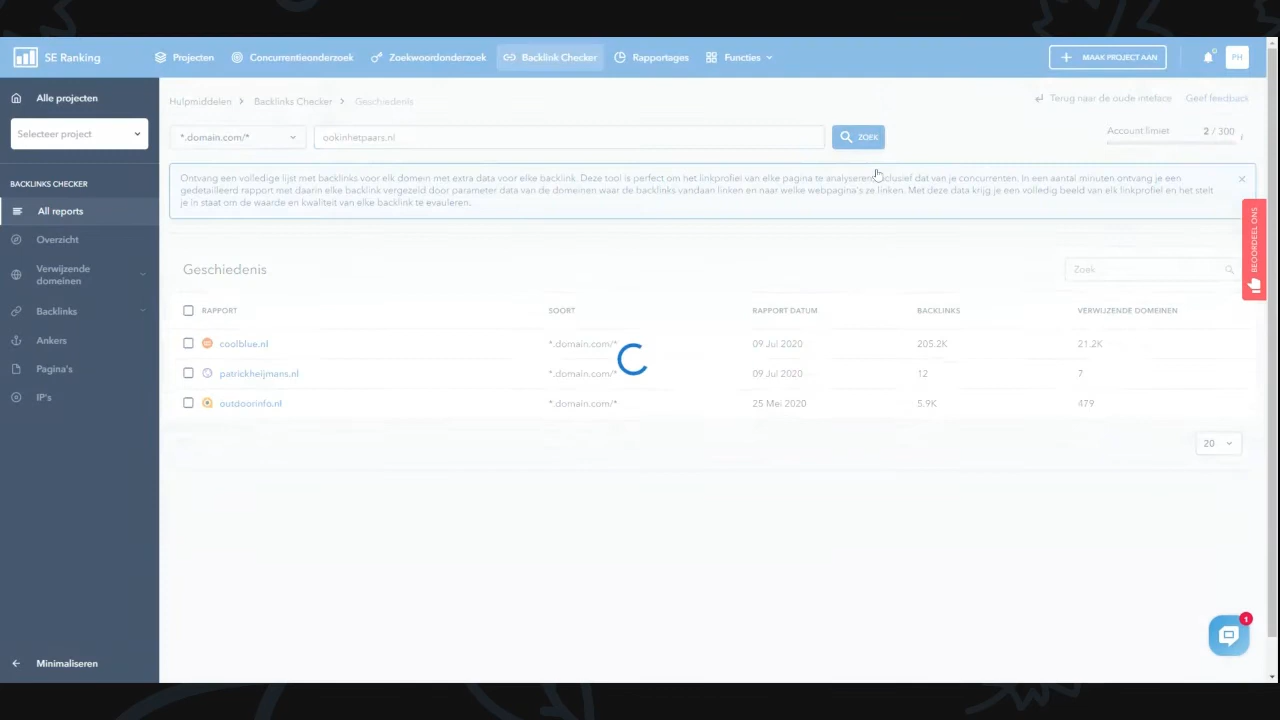 SE Ranking
Projecten
Concurrentieonderzoek
Zoekwoordonderzoek
Backlink Checker
Rapportages
Functies
MAAK PROJECT AAN
PH
Alle projecten
Selecteer project
BACKLINKS CHECKER
All reports
Overzicht
Verwijzende
domeinen
Backlinks
Ankers
Pagina's
IP's
Minimaliseren
Hulpmiddelen > Backlinks Checker > Geschiedenis
Terug naar de oude inteface
Geef feedback
*.domain.com/*
ookinhetpaars.nl
ZOEK
Account limiet 2 / 300
Ontvang een volledige lijst met backlinks voor elk domein met extra data voor elke backlink. Deze tool is perfect om het linkprofiel van elke pagina te analyseren, inclusief dat van je concurrenten. In een aantal minuten ontvang je een
gedetailleerd rapport met daarin elke backlink vergezeld door parameter data van de domeinen waar de backlinks vandaan linken en naar welke webpagina's ze linken. Met deze data krijg je een volledig beeld van elk linkprofiel en het stelt
je in staat om de waarde en kwaliteit van elke backlink te evauleren.
BEOORDEEL ONS
Geschiedenis
Zoek
RAPPORT SOORT RAPPORT DATUM BACKLINKS VERWIJZENDE DOMEINEN
coolblue.nl *.domain.com/* 09 Jul 2020 205.2K 21.2K
patrickheijmans.nl *.domain.com/* 09 Jul 2020 12 7
outdoorinfo.nl *.domain.com/* 25 Mei 2020 5.9K 479
20
1